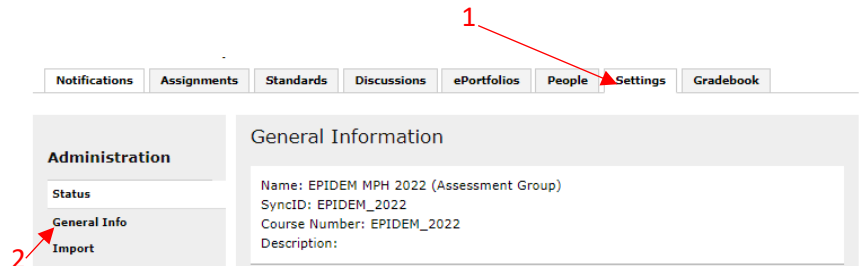 1
Notifications Assignments Standards Discussions ePortfolios People Settings Gradebook
General Information
Administration
Name: EPIDEM MPH 2022 (Assessment Group)
Status
SyncID: EPIDEM_2022
General Info
Course Number: EPIDEM_2022
Import
Description:
2